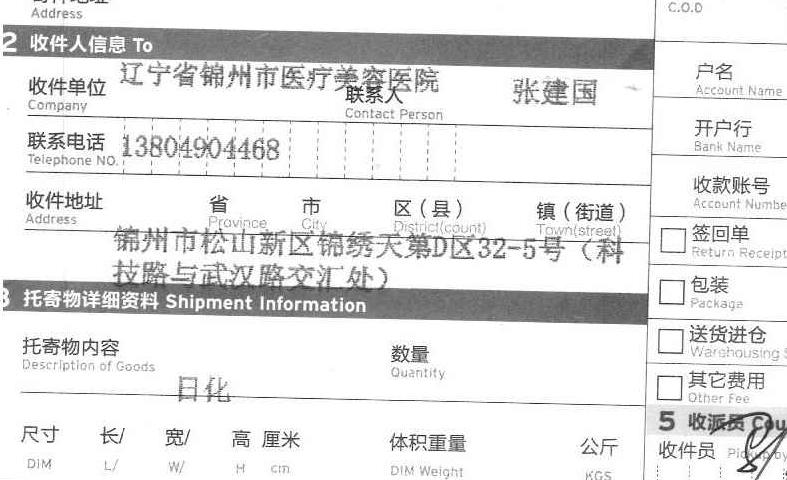 Address
C.O.D
2 收件人信息 To
辽宁省锦州市医疗美容医院
收件单位
Company
联系人
Contact Person
张建国
户名
Account Name
联系电话
Telephone NO.
13804904468
开户行
Bank Name
收件地址
Address
省
Province
市
City
区（县）
District(count)
镇（街道）
Town(street)
收款账号
Account Numbe
锦州市松山新区锦绣天第D区32-5号（科
技路与武汉路交汇处）
签回单
Return Receipt
包装
Package
3 托寄物详细资料 Shipment Information
送货进仓
Warehousing
托寄物内容
Description of Goods
数量
Quantity
日化
其它费用
Other Fee
5 收派员 Cou
尺寸 长/ 宽/ 高 厘米
DIM L/ W/ H cm
体积重量 公斤
DIM Weight KGS
收件员